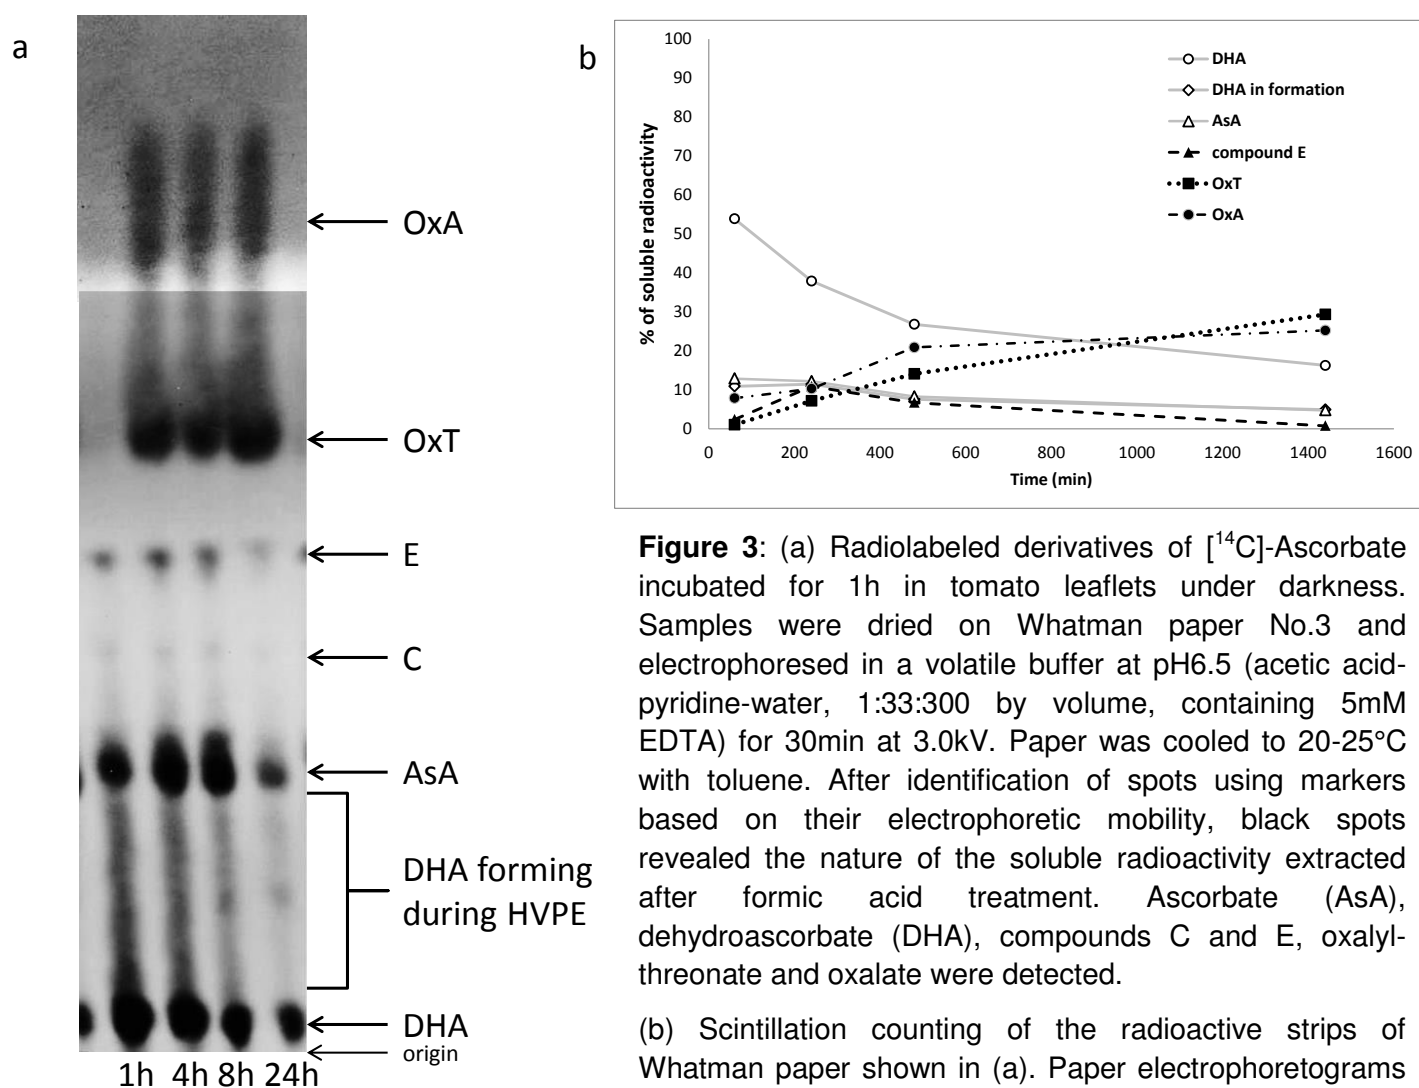 a
OxA
OxT
E
C
AsA
DHA forming
during HVPE
DHA
origin
1h 4h 8h 24h
b
100
90
80
70
60
50
40
30
20
10
0
% of soluble radioactivity
0 200 400 600 800 1000 1200 1400 1600
Time (min)
DHA
DHA in formation
AsA
compound E
OxT
OxA
Figure 3: (a) Radiolabeled derivatives of [14C]-Ascorbate
incubated for 1h in tomato leaflets under darkness.
Samples were dried on Whatman paper No.3 and
electrophoresed in a volatile buffer at pH6.5 (acetic acid-
pyridine-water, 1:33:300 by volume, containing 5mM
EDTA) for 30min at 3.0kV. Paper was cooled to 20-25°C
with toluene. After identification of spots using markers
based on their electrophoretic mobility, black spots
revealed the nature of the soluble radioactivity extracted
after formic acid treatment. Ascorbate (AsA),
dehydroascorbate (DHA), compounds C and E, oxalyl-
threonate and oxalate were detected.
(b) Scintillation counting of the radioactive strips of
Whatman paper shown in (a). Paper electrophoretograms